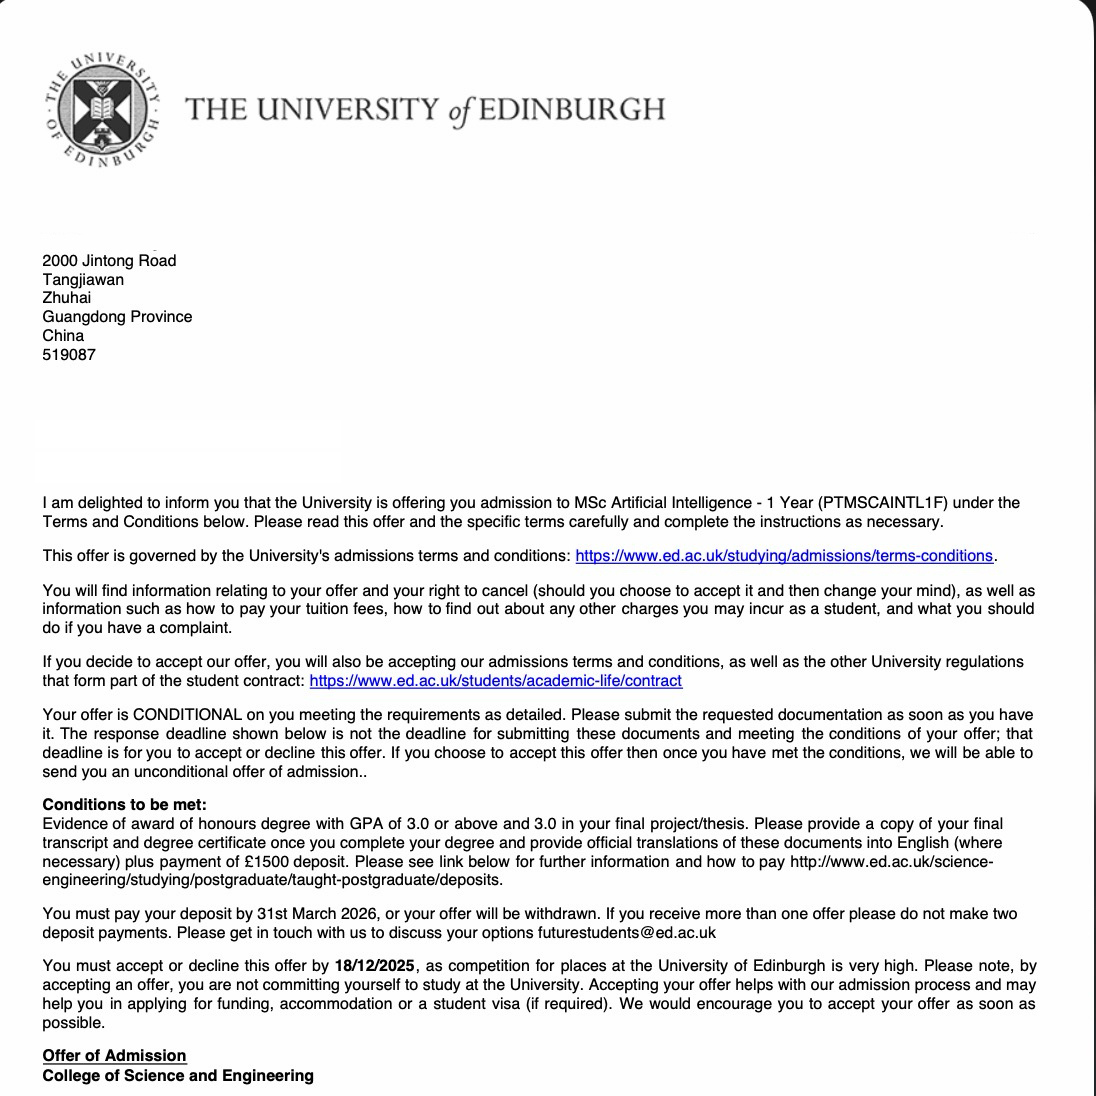 THE UNIVERSITY OF EDINBURGH
THE UNIVERSITY of EDINBURGH
2000 Jintong Road
Tangjiawan
Zhuhai
Guangdong Province
China
519087
I am delighted to inform you that the University is offering you admission to MSc Artificial Intelligence - 1 Year (PTMSCAINTL1F) under the
Terms and Conditions below. Please read this offer and the specific terms carefully and complete the instructions as necessary.
This offer is governed by the University's admissions terms and conditions: https://www.ed.ac.uk/studying/admissions/terms-conditions.
You will find information relating to your offer and your right to cancel (should you choose to accept it and then change your mind), as well as
information such as how to pay your tuition fees, how to find out about any other charges you may incur as a student, and what you should
do if you have a complaint.
If you decide to accept our offer, you will also be accepting our admissions terms and conditions, as well as the other University regulations
that form part of the student contract: https://www.ed.ac.uk/students/academic-life/contract
Your offer is CONDITIONAL on you meeting the requirements as detailed. Please submit the requested documentation as soon as you have
it. The response deadline shown below is not the deadline for submitting these documents and meeting the conditions of your offer; that
deadline is for you to accept or decline this offer. If you choose to accept this offer then once you have met the conditions, we will be able to
send you an unconditional offer of admission..
Conditions to be met:
Evidence of award of honours degree with GPA of 3.0 or above and 3.0 in your final project/thesis. Please provide a copy of your final
transcript and degree certificate once you complete your degree and provide official translations of these documents into English (where
necessary) plus payment of £1500 deposit. Please see link below for further information and how to pay http://www.ed.ac.uk/science-
engineering/studying/postgraduate/taught-postgraduate/deposits.
You must pay your deposit by 31st March 2026, or your offer will be withdrawn. If you receive more than one offer please do not make two
deposit payments. Please get in touch with us to discuss your options futurestudents@ed.ac.uk
You must accept or decline this offer by 18/12/2025, as competition for places at the University of Edinburgh is very high. Please note, by
accepting an offer, you are not committing yourself to study at the University. Accepting your offer helps with our admission process and may
help you in applying for funding, accommodation or a student visa (if required). We would encourage you to accept your offer as soon as
possible.
Offer of Admission
College of Science and Engineering